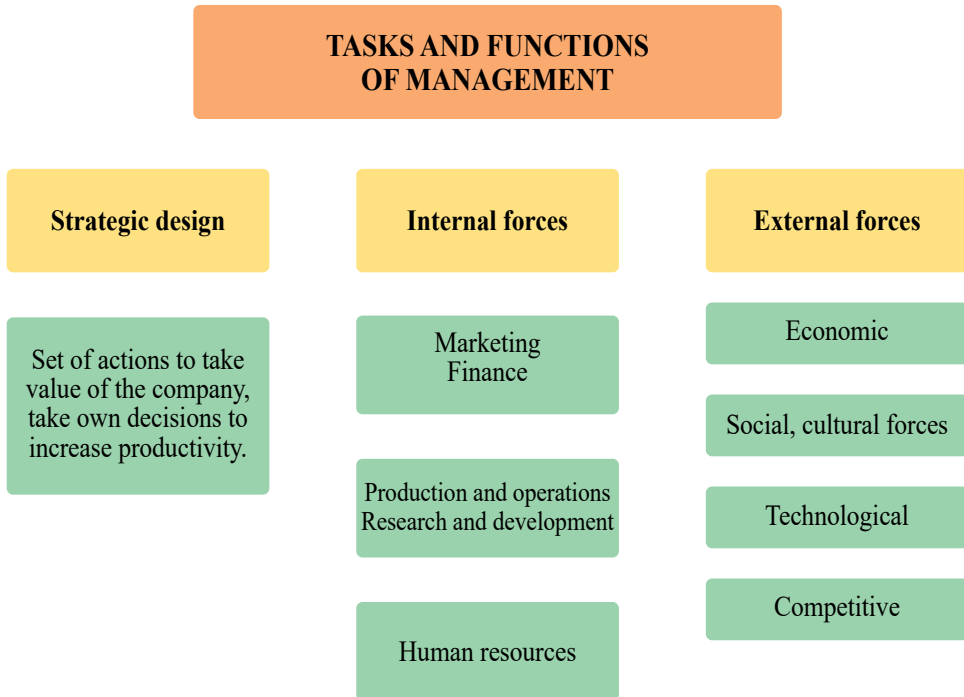 TASKS AND FUNCTIONS
OF MANAGEMENT
Strategic design
Set of actions to take
value of the company,
take own decisions to
increase productivity.
Internal forces
Marketing
Finance
Production and operations
Research and development
Human resources
External forces
Economic
Social, cultural forces
Technological
Competitive